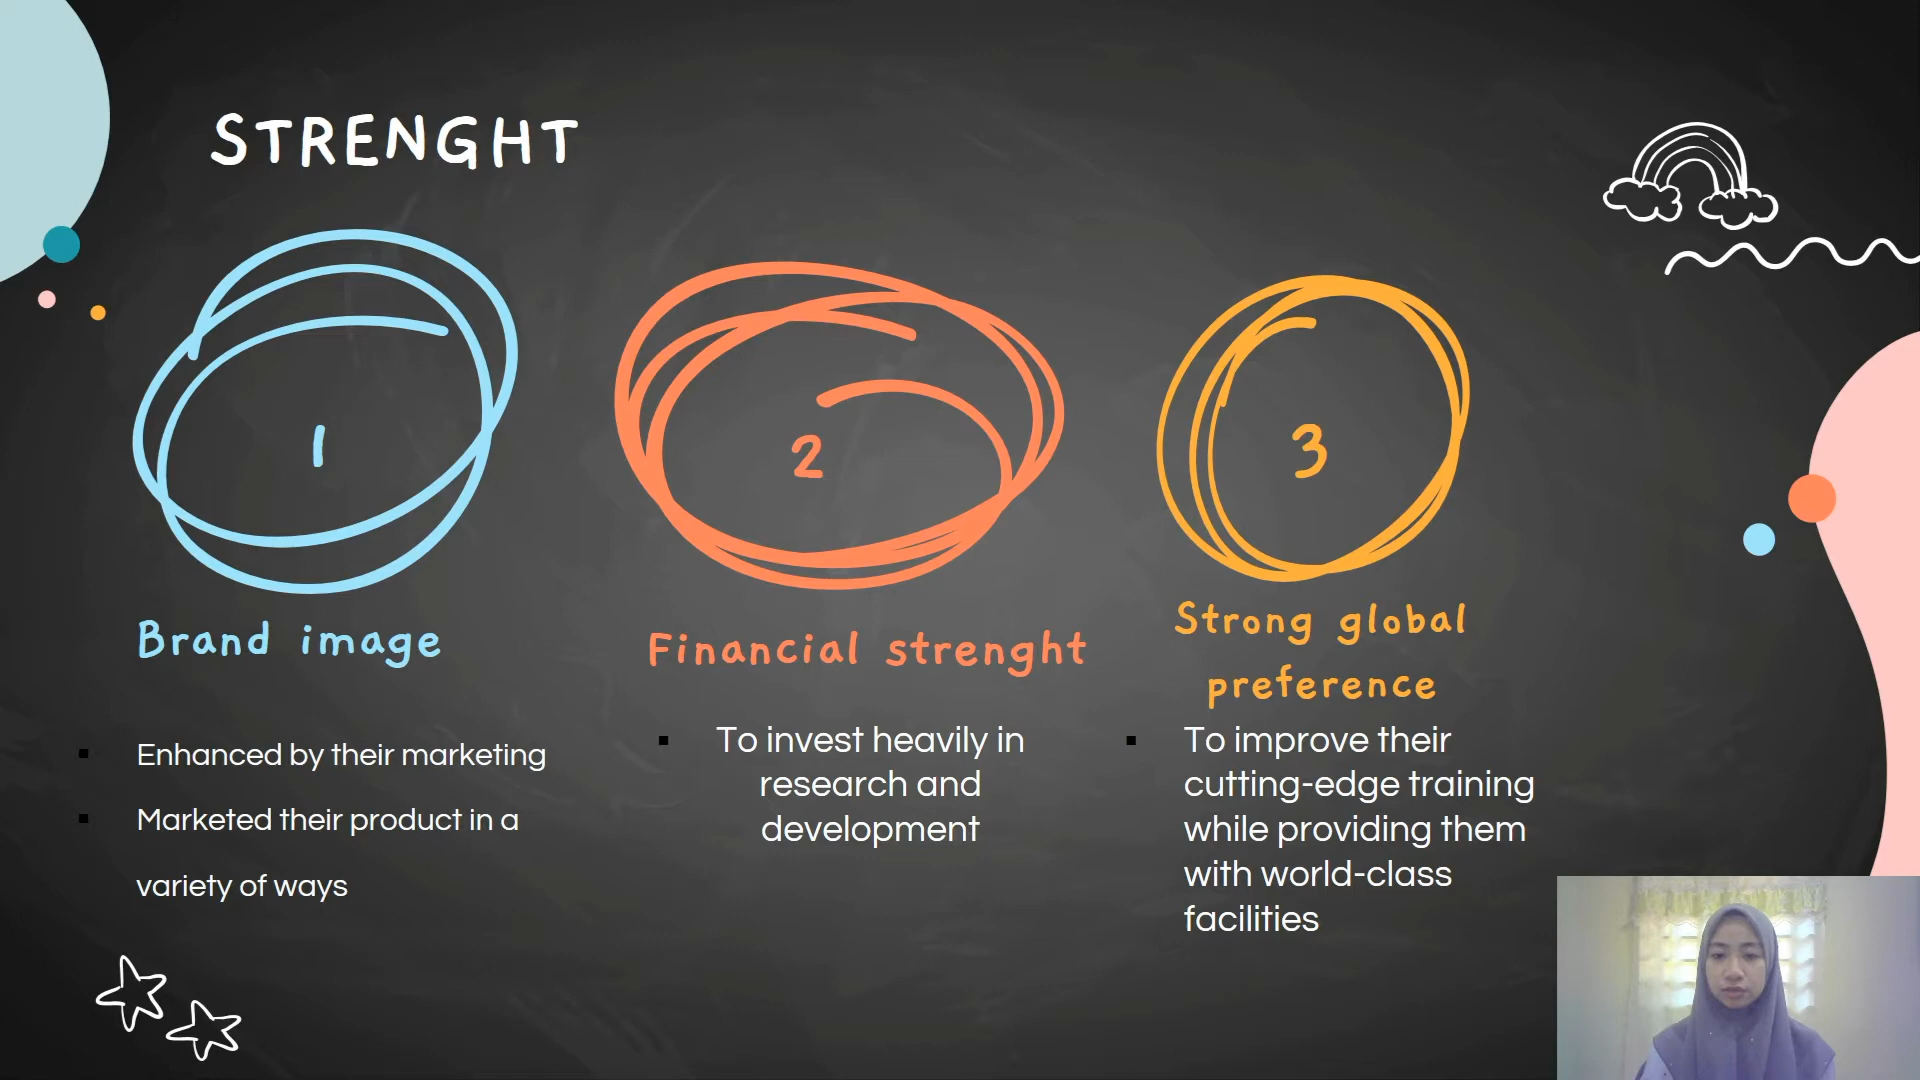 STRENGHT
1
Brand image
Enhanced by their marketing
Marketed their product in a
variety of ways
2
Financial strenght
To invest heavily in
research and
development
3
Strong global
preference
To improve their
cutting-edge training
while providing them
with world-class
facilities